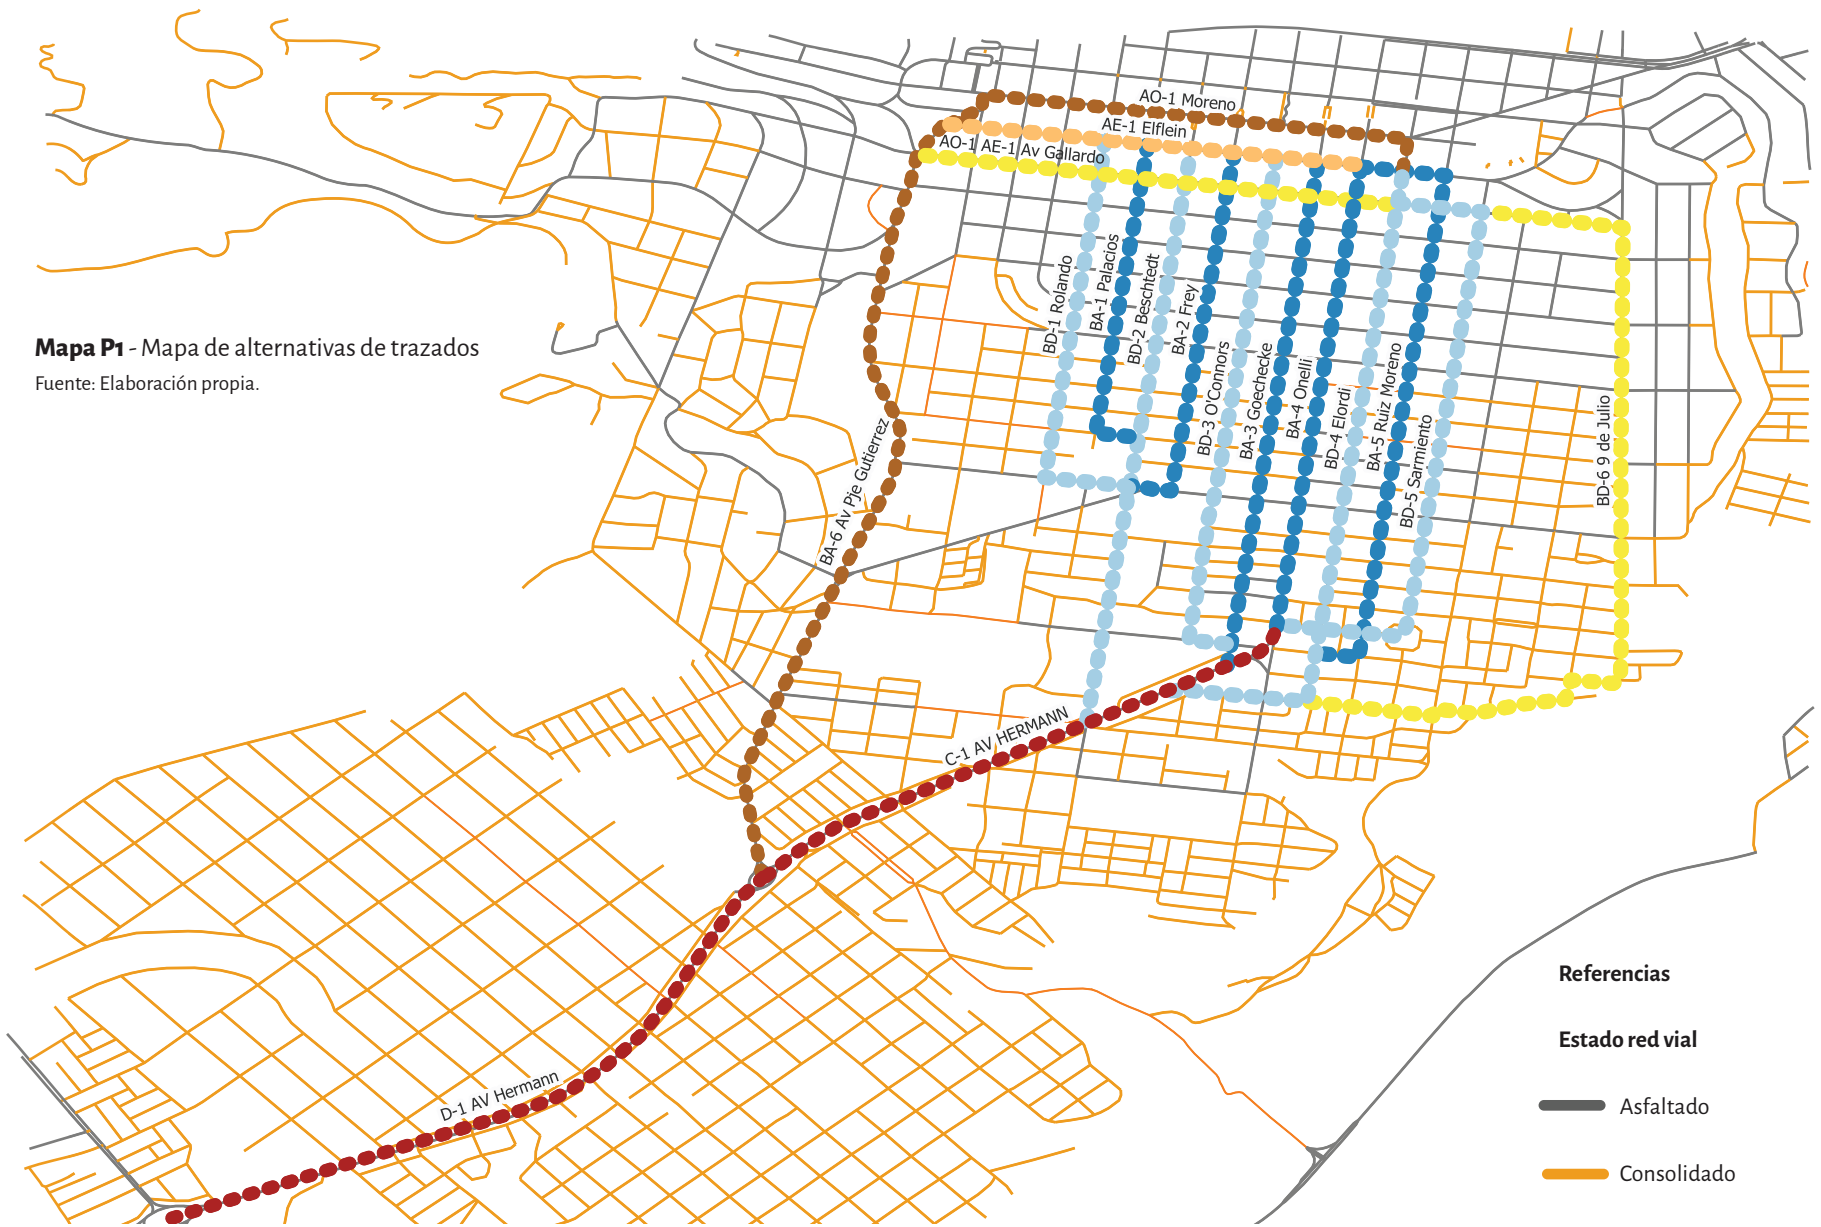 AO-1 Moreno
AE-1 Elflein
AO-1 AE-1 Av Gallardo
Mapa P1 - Mapa de alternativas de trazados
Fuente: Elaboración propia.
BD-1 Rolando
BA-1 Palacios
BD-2 Beschtedt
BA-2 Frey
BD-3 O'Connors
BA-3 Goechecke
BA-4 Onelli
BD-4 Elordi
BA-5 Ruiz Moreno
BD-5 Sarmiento
BD-6 9 de Julio
BA-6 Av Pje Gutierrez
C-1 AV HERMANN
D-1 AV Hermann
Referencias
Estado red vial
Asfaltado
Consolidado